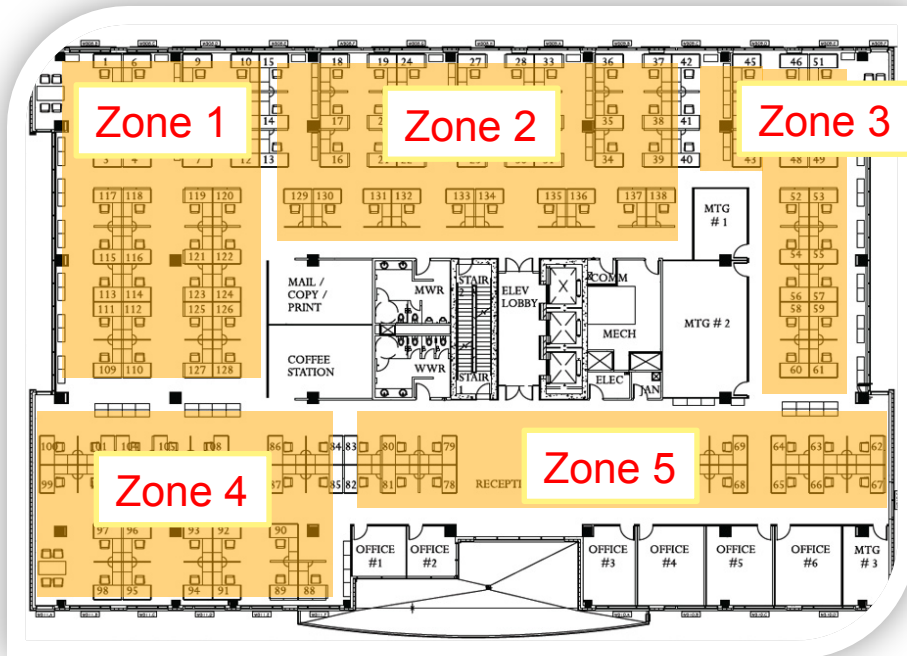 1 6 9 10 15 18 19 24 27 28 33 36 37 42 45 46 51
Zone 1
Zone 2
Zone 3
14 17 35 38 41
3 4 7 12 13 16 34 39 40 43 48 49
117 118 119 120 129 130 131 132 133 134 135 136 137 138 52 53
MTG
# 1
115 116 121 122 54 55
MAIL /
COPY /
PRINT
MWR
STAIR
ELEV
LOBBY
COMM
MECH
MTG # 2
113 114 123 124 56 57
111 112 125 126 58 59
COFFEE
STATION
WWR
STAIR
1
ELEC
JAN
109 110 127 128 60 61
100 101 104 105 108 86 84 83 80 79 69 64 63 62
Zone 4
Zone 5
99 87 85 82 81 78 RECEPTI 68 65 66 67
97 96 93 92 90
OFFICE
#1
OFFICE
#2
OFFICE
#3
OFFICE
#4
OFFICE
#5
OFFICE
#6
MTG
# 3
98 95 94 91 89 88